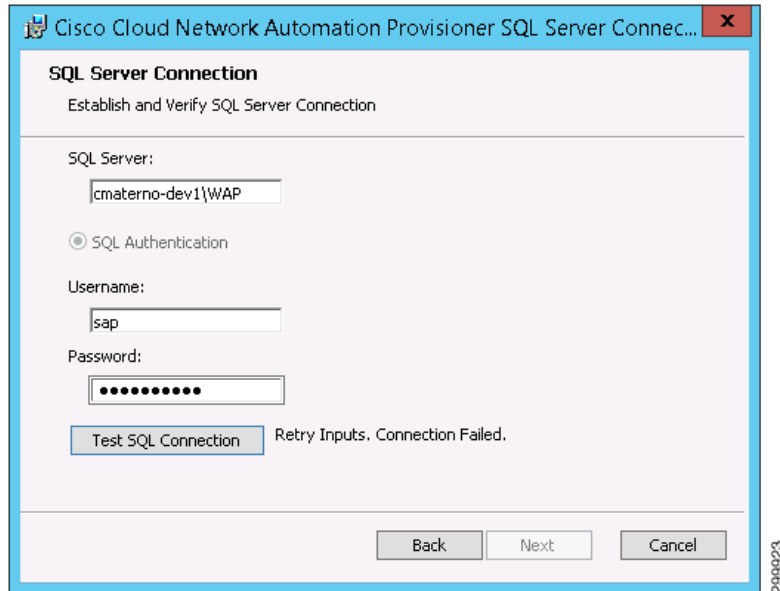 Cisco Cloud Network Automation Provisioner SQL Server Connec... x
SQL Server Connection
Establish and Verify SQL Server Connection
SQL Server:
cmaterno-dev1\WAP
SQL Authentication
Username:
sap
Password:
●●●●●●●●●●
Test SQL Connection Retry Inputs. Connection Failed.
Back Next Cancel
299923